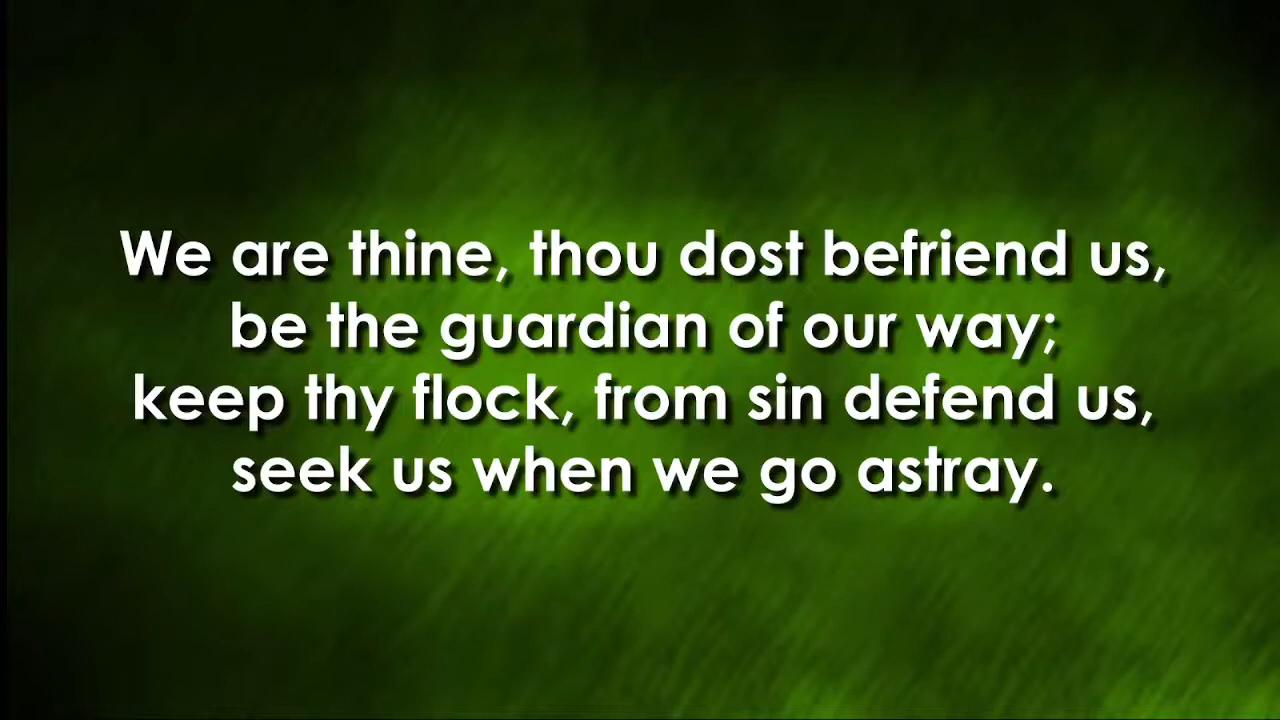 We are thine, thou dost befriend us,
be the guardian of our way;
keep thy flock, from sin defend us,
seek us when we go astray.